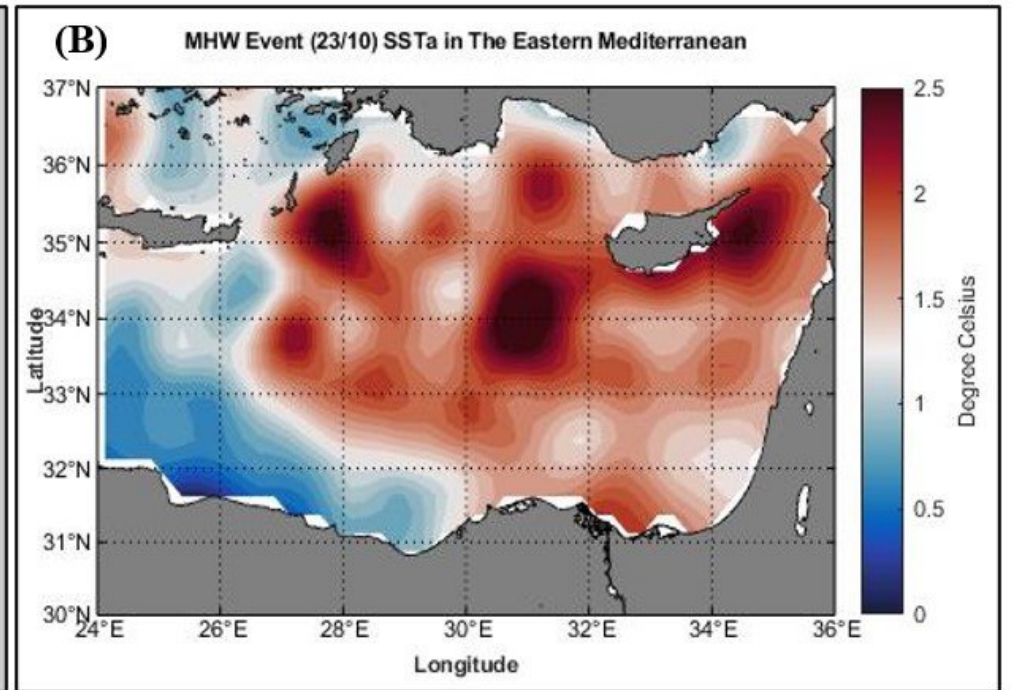 (B)
MHW Event (23/10) SSTa in The Eastern Mediterranean
37°N
36°N
35°N
34°N
33°N
32°N
31°N
30°N
Latitude
24°E 26°E 28°E 30°E 32°E 34°E 36°E
Longitude
2.5
2
1.5
1
0.5
0
Degree Celsius